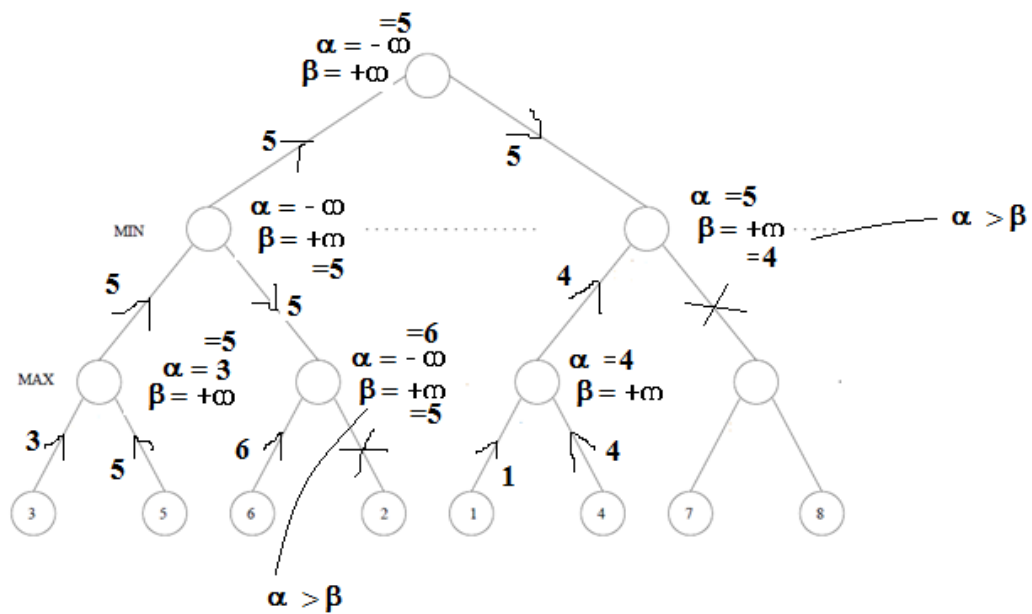 =5
α = - ∞
β = +∞
5
5
MIN
α = - ∞
β = +∞
=5
α =5
β = +∞
=4
α > β
5
5
4
MAX
=5
α = 3
β = +∞
=6
α = - ∞
β = +∞
=5
α =4
β = +∞
3
5
6
1
4
3
5
6
2
1
4
7
8
α > β